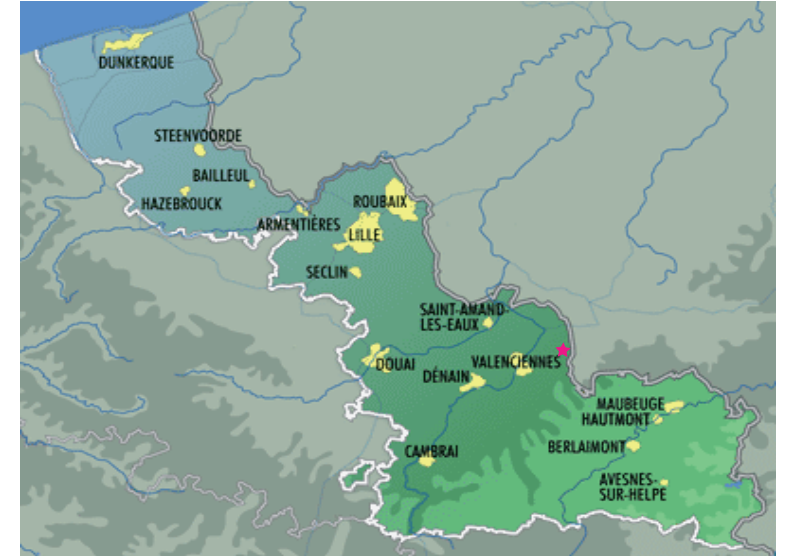 DUNKERQUE
STEENVOORDE
BAILLEUL
HAZEBROUCK
ARMENTIÈRES
ROUBAIX
LILLE
SECLIN
SAINT-AMAND-
LES-EAUX
DOUAI
VALENCIENNES
DÉNAIN
MAUBEUGE
HAUTMONT
BERLAIMONT
CAMBRAI
AVESNES-
SUR-HELPE